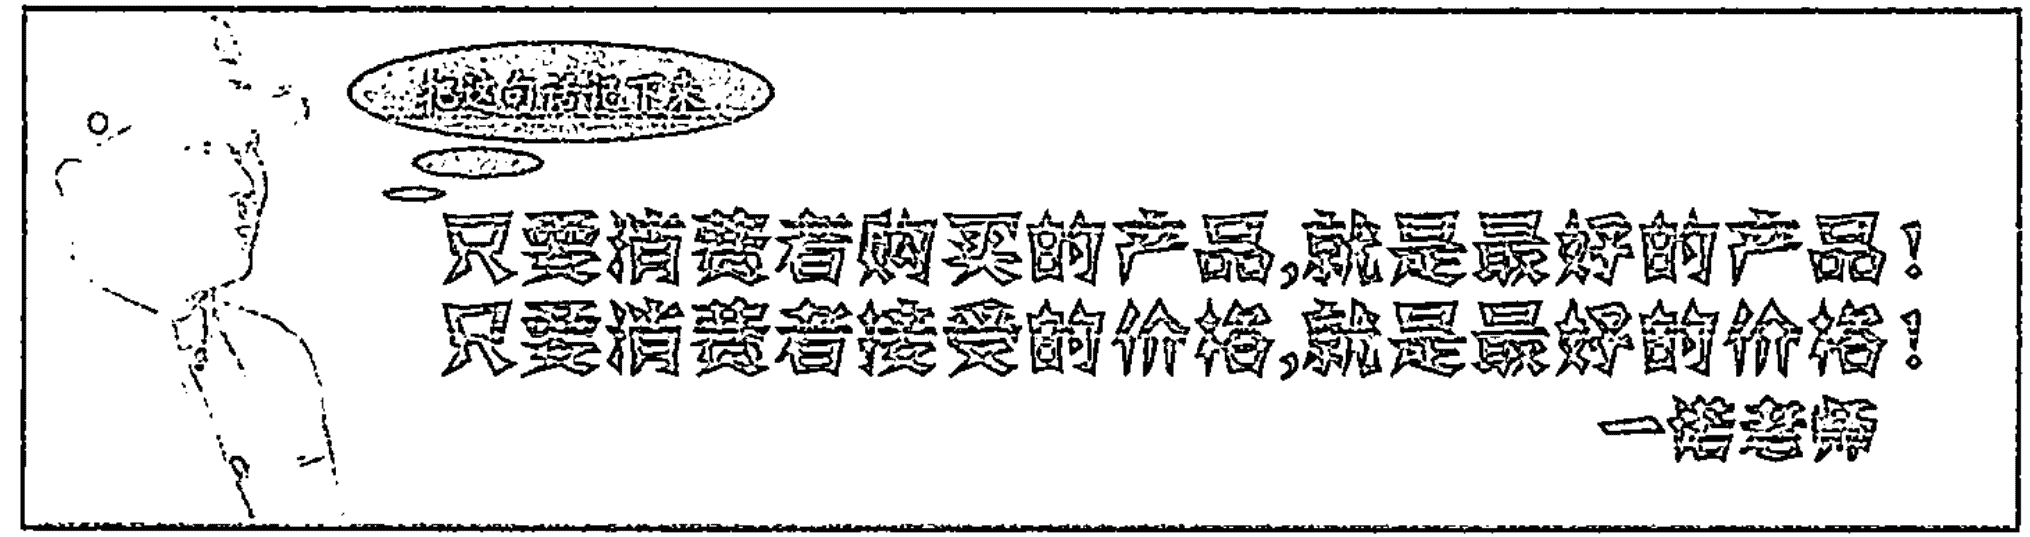 把这句话记下来
只要消费者购买的产品,就是最好的产品!
只要消费者接受的价格,就是最好的价格!
一诺老师